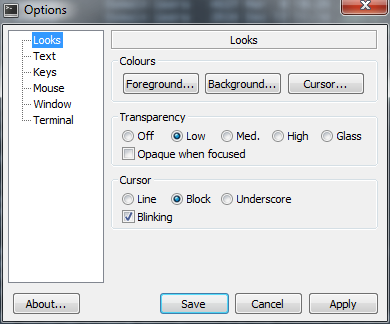 Options
Looks
Text
Keys
Mouse
Window
Terminal
Looks
Colours
Foreground... Background... Cursor...
Transparency
Off Low Med. High Glass
Opaque when focused
Cursor
Line Block Underscore
Blinking
About... Save Cancel Apply